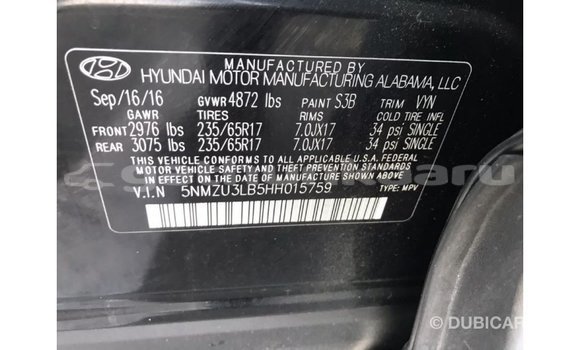 MANUFACTURED BY
HYUNDAI MOTOR MANUFACTURING ALABAMA, LLC
Sep/16/16 GVWR 4872 lbs PAINT S3B TRIM VYN
GAWR TIRES RIMS COLD TIRE INFL
FRONT 2976 lbs 235/65R17 7.0JX17 34 psi SINGLE
REAR 3075 lbs 235/65R17 7.0JX17 34 psi SINGLE
THIS VEHICLE CONFORMS TO ALL APPLICABLE U.S.A. FEDERAL
MOTOR VEHICLE SAFETY AND THEFT PREVENTION STANDARDS
IN EFFECT ON THE DATE OF MANUFACTURE SHOWN ABOVE
V.I.N 5NMZU3LB5HH015759 TYPE: MPV
© DUBICAR